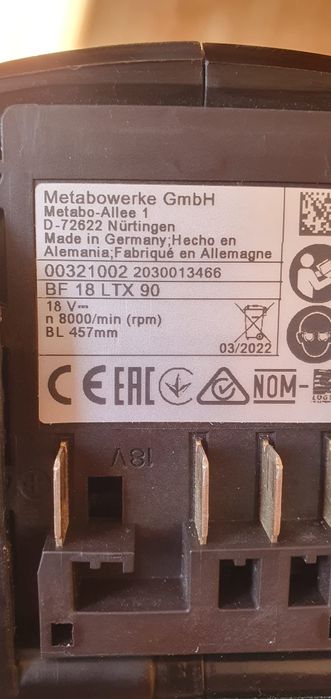 Metabowerke GmbH
Metabo-Allee 1
D-72622 Nürtingen
Made in Germany;Hecho en
Alemania;Fabriqué en Allemagne
00321002 2030013466
BF 18 LTX 90
18 V⎓
n 8000/min (rpm)
BL 457mm
03/2022
CE EAC NOM-
18V